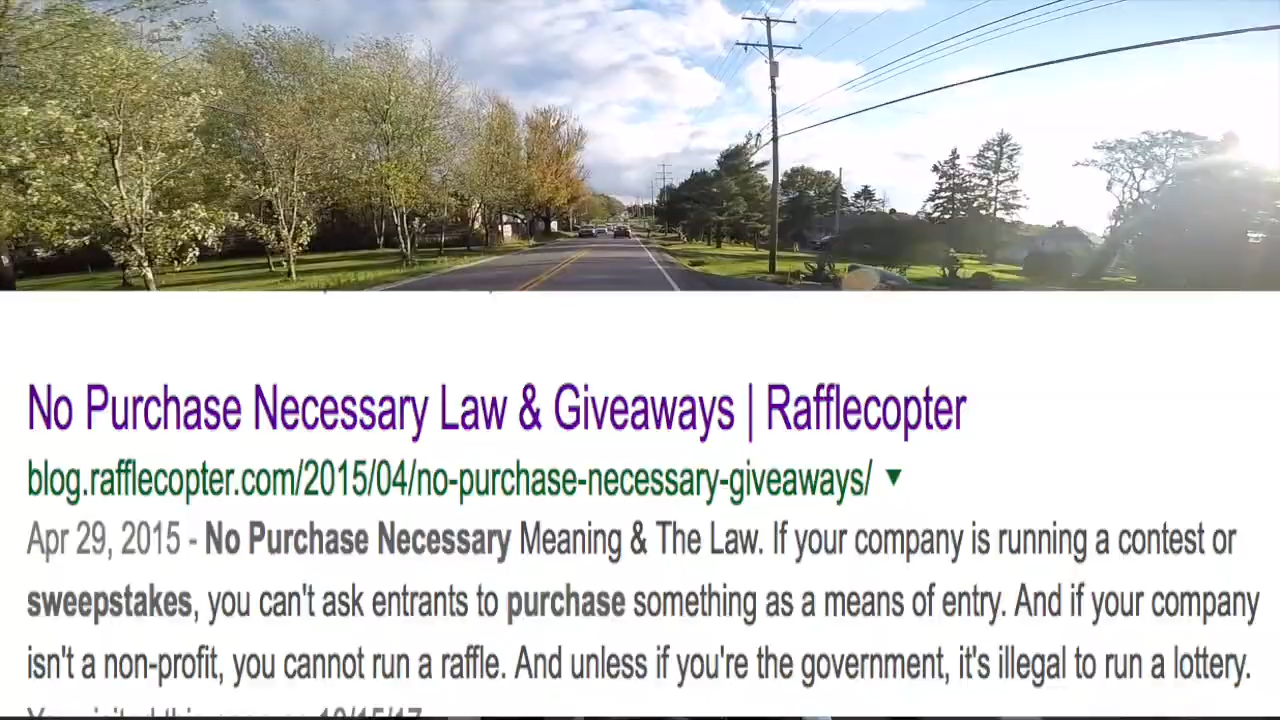 No Purchase Necessary Law & Giveaways | Rafflecopter
blog.rafflecopter.com/2015/04/no-purchase-necessary-giveaways/ ▼
Apr 29, 2015 - No Purchase Necessary Meaning & The Law. If your company is running a contest or
sweepstakes, you can't ask entrants to purchase something as a means of entry. And if your company
isn't a non-profit, you cannot run a raffle. And unless if you're the government, it's illegal to run a lottery.